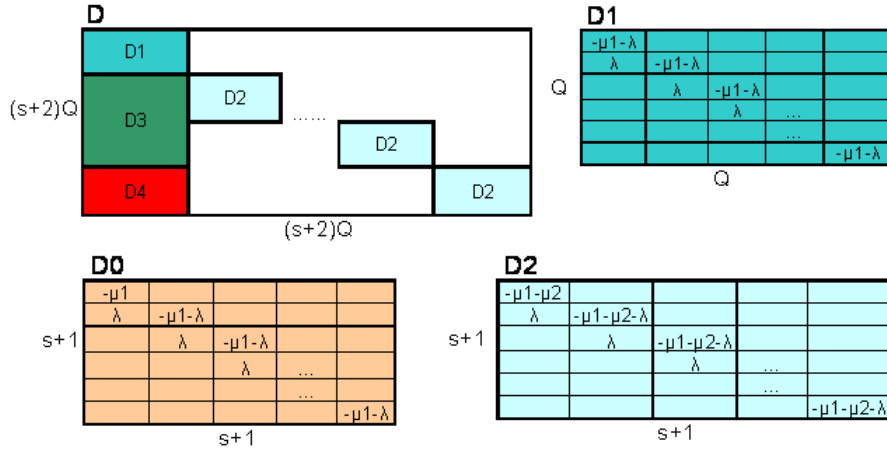 D
D1
D1
-μ1-λ
λ -μ1-λ
D2
(s+2)Q
D3
......
Q
λ -μ1-λ
λ ...
D2
...
D4
D2
-μ1-λ
Q
(s+2)Q
D0
D2
-μ1
-μ1-μ2
λ -μ1-λ
λ -μ1-μ2-λ
s+1
λ -μ1-λ
s+1
λ -μ1-μ2-λ
λ ...
λ ...
...
...
-μ1-λ
-μ1-μ2-λ
s+1
s+1